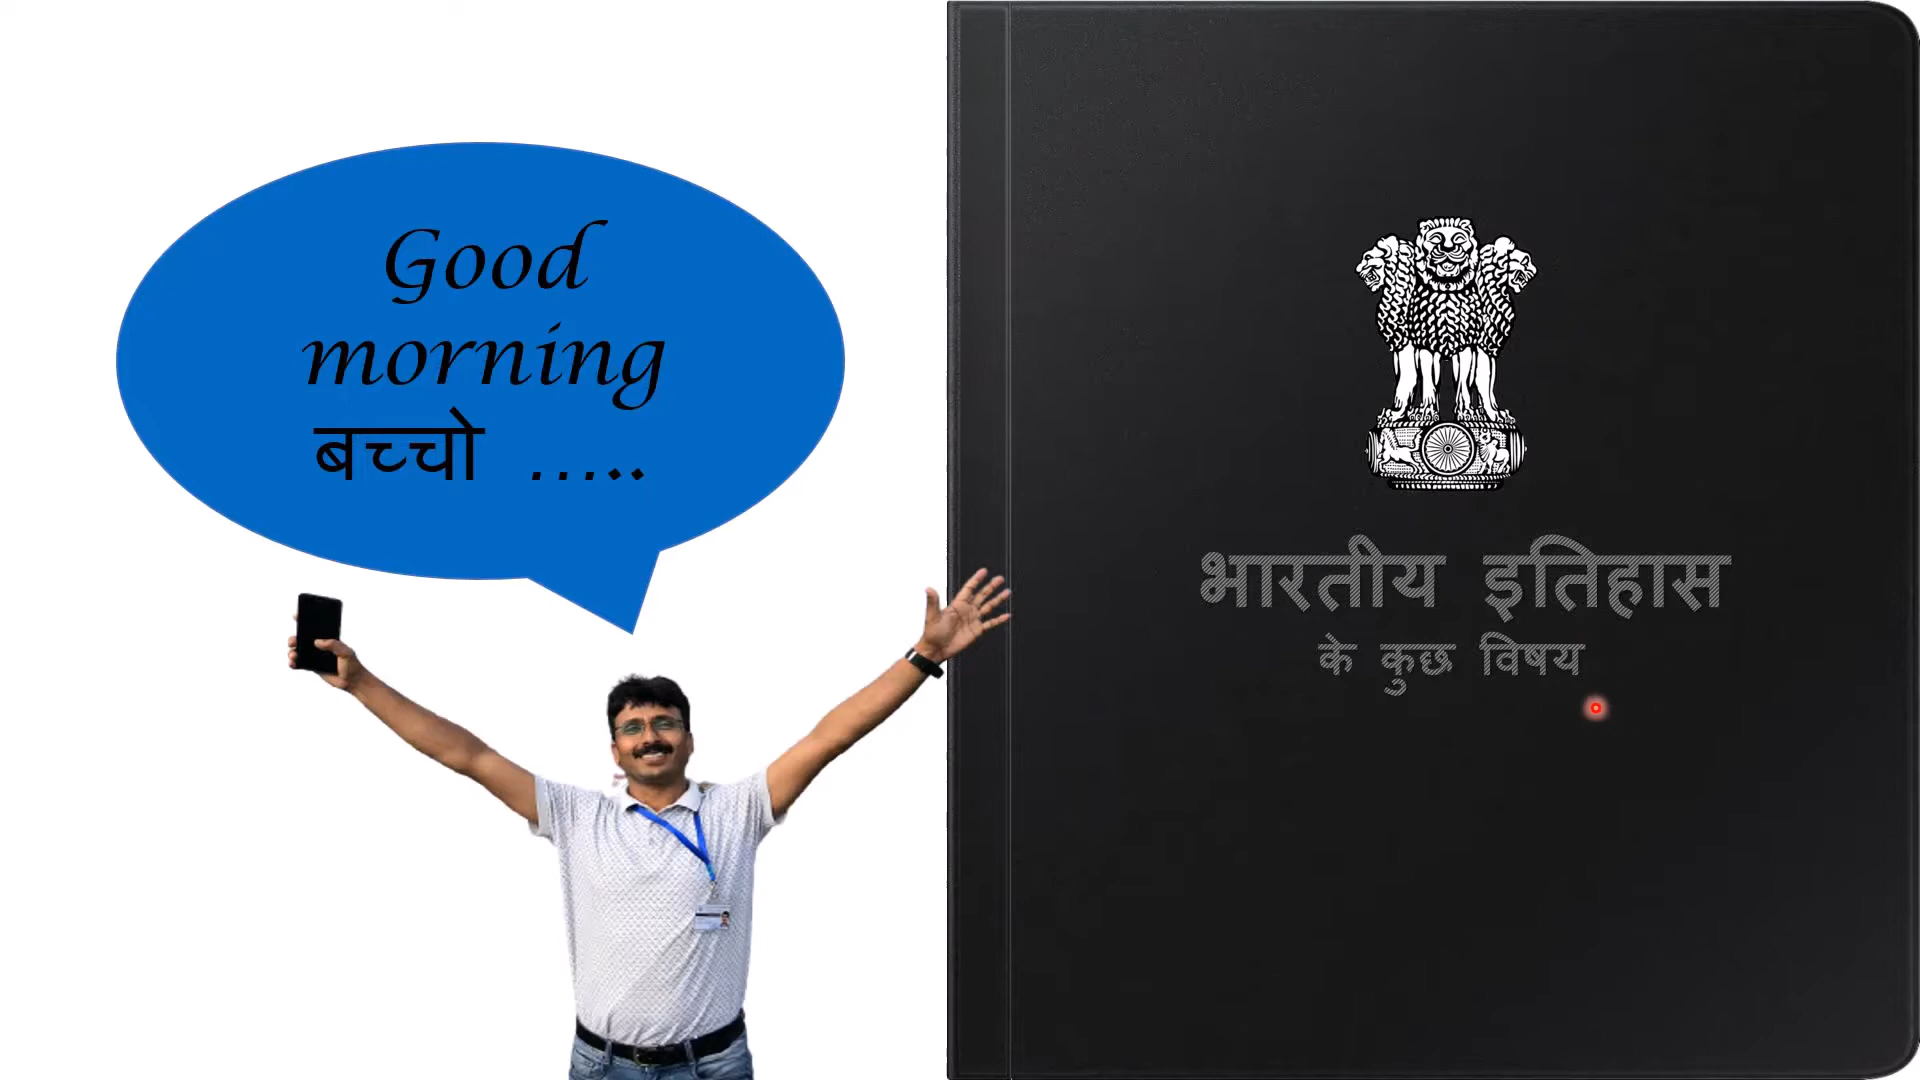 Good
morning
बच्चो .....
भारतीय इतिहास
के कुछ विषय